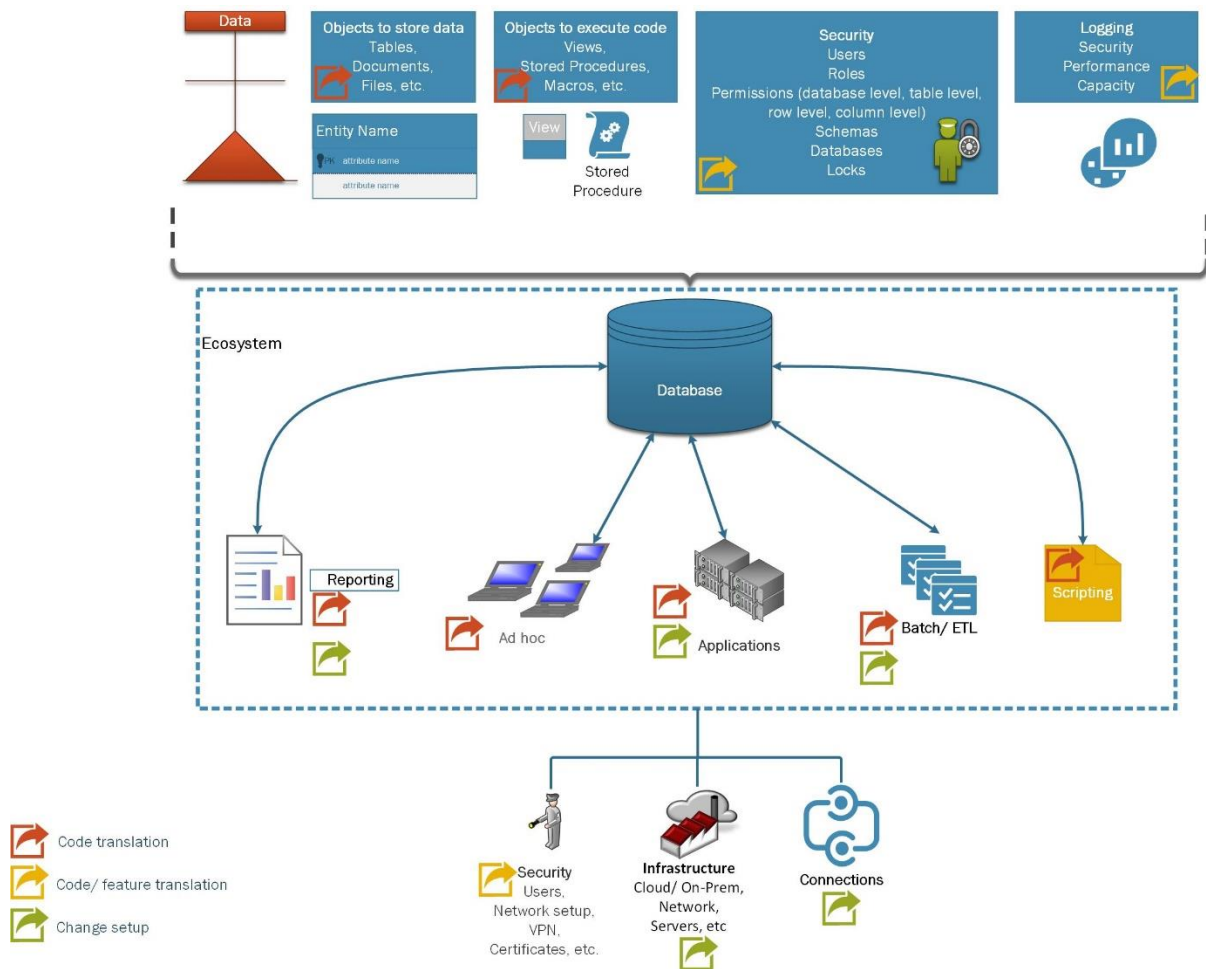 Data
Objects to store data
Tables,
Documents,
Files, etc.
Objects to execute code
Views,
Stored Procedures,
Macros, etc.
Security
Users
Roles
Permissions (database level, table level,
row level, column level)
Schemas
Databases
Locks
Logging
Security
Performance
Capacity
Entity Name
PK attribute name
attribute name
View
Stored
Procedure
Ecosystem
Database
Reporting
Ad hoc
Applications
Batch/ ETL
Scripting
Security
Users,
Network setup,
VPN,
Certificates, etc.
Infrastructure
Cloud/ On-Prem,
Network,
Servers, etc
Connections
Code translation
Code/ feature translation
Change setup